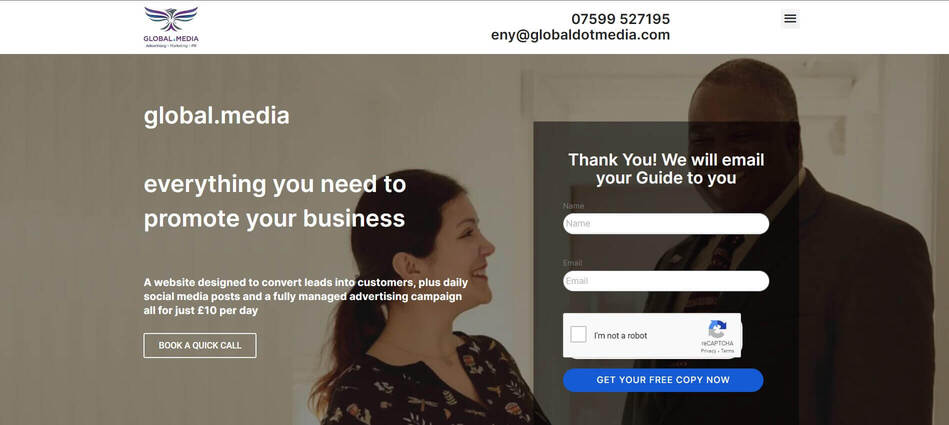 GLOBAL.MEDIA
Advertising • Marketing • PR
07599 527195
eny@globaldotmedia.com
global.media
everything you need to
promote your business
A website designed to convert leads into customers, plus daily
social media posts and a fully managed advertising campaign
all for just £10 per day
BOOK A QUICK CALL
Thank You! We will email
your Guide to you
Name
Name
Email
Email
I'm not a robot
reCAPTCHA
Privacy - Terms
GET YOUR FREE COPY NOW